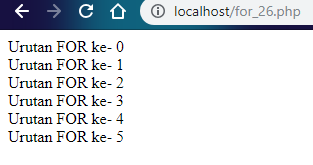 localhost/for_26.php
Urutan FOR ke- 0
Urutan FOR ke- 1
Urutan FOR ke- 2
Urutan FOR ke- 3
Urutan FOR ke- 4
Urutan FOR ke- 5